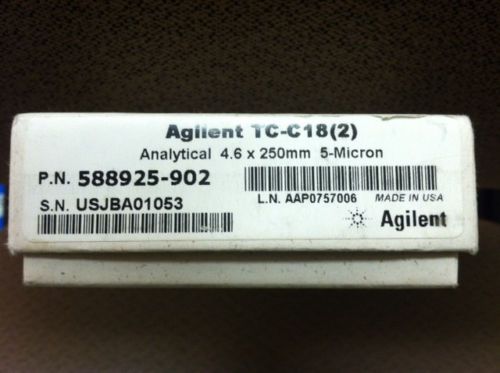 Agilent TC-C18(2)
Analytical 4.6 x 250mm 5-Micron
P.N. 588925-902
L.N. AAP0757006 MADE IN USA
S.N. USJBA01053
Agilent